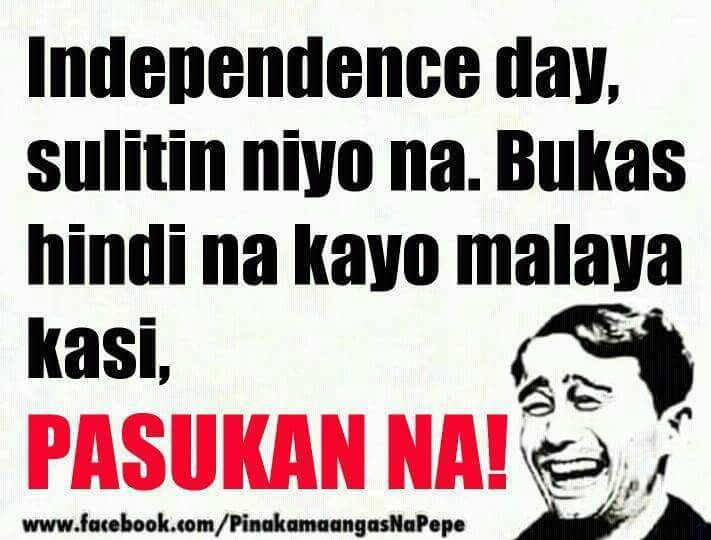 Independence day,
sulitin niyo na. Bukas
hindi na kayo malaya
kasi,
PASUKAN NA!
www.facebook.com/PinakamaangasNaPepe